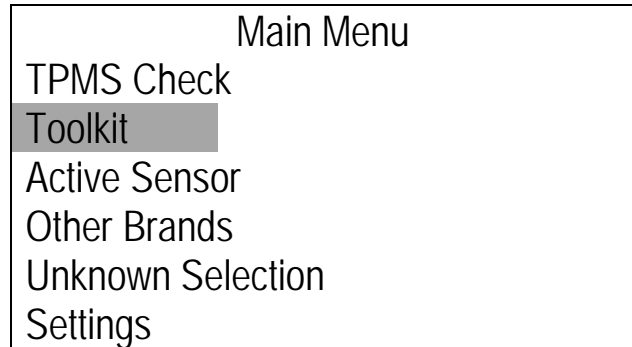 Main Menu
TPMS Check
Toolkit
Active Sensor
Other Brands
Unknown Selection
Settings